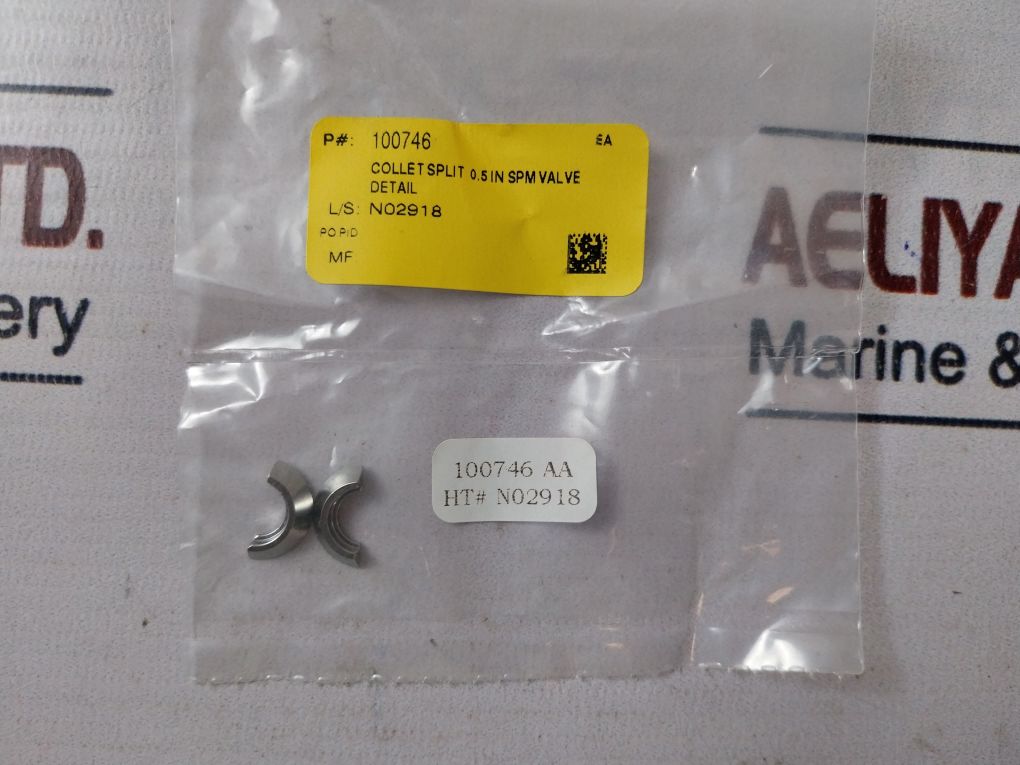 P#: 100746 EA
COLLET SPLIT 0.5 IN SPM VALVE
DETAIL
L/S: N02918
PO PID
MF
100746 AA
HT# N02918
TD.
ery
AELIYA
Marine &